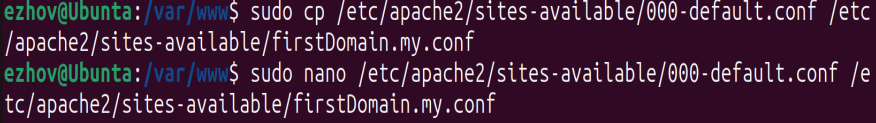 ezhov@Ubuntu:/var/www$ sudo cp /etc/apache2/sites-available/000-default.conf /etc
/apache2/sites-available/firstDomain.my.conf
ezhov@Ubuntu:/var/www$ sudo nano /etc/apache2/sites-available/000-default.conf /e
tc/apache2/sites-available/firstDomain.my.conf